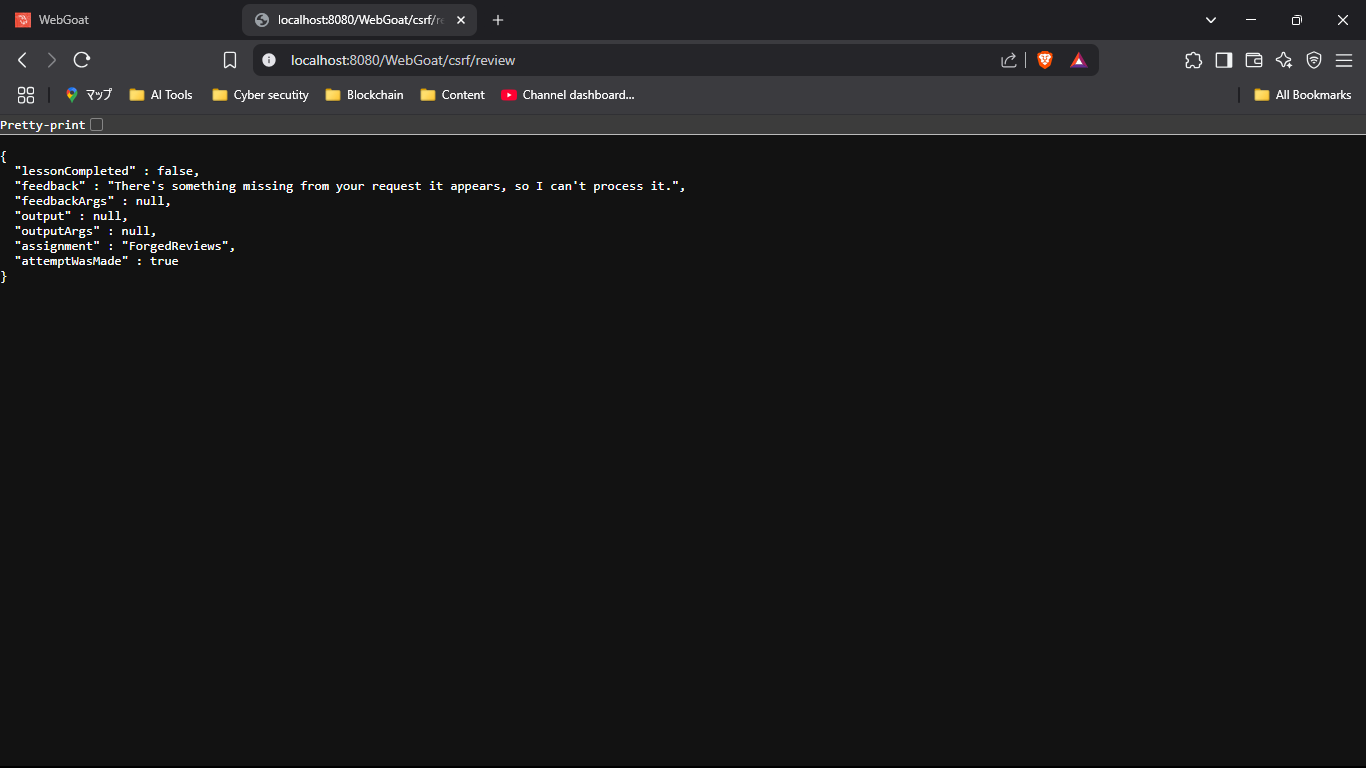 WebGoat
localhost:8080/WebGoat/csrf/re
localhost:8080/WebGoat/csrf/review
マップ
AI Tools
Cyber secutity
Blockchain
Content
Channel dashboard...
All Bookmarks
Pretty-print
{
"lessonCompleted" : false,
"feedback" : "There's something missing from your request it appears, so I can't process it.",
"feedbackArgs" : null,
"output" : null,
"outputArgs" : null,
"assignment" : "ForgedReviews",
"attemptWasMade" : true
}